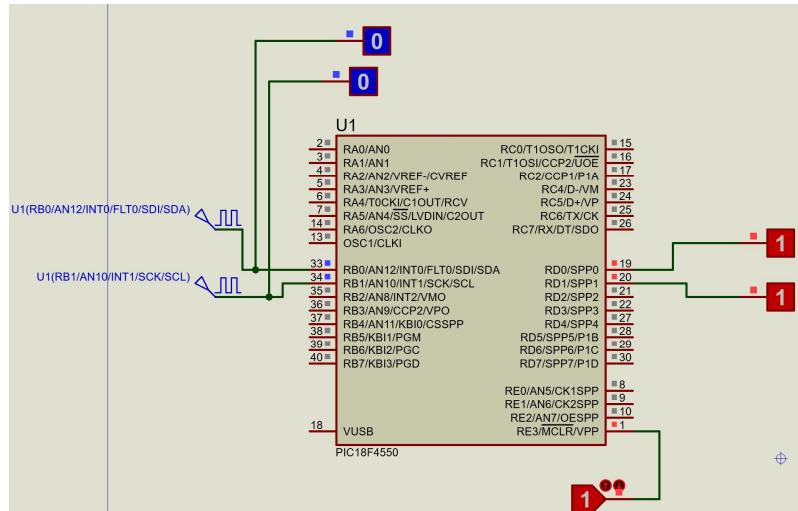 0
0
U1
2 RA0/AN0 RC0/T1OSO/T1CKI 15
3 RA1/AN1 RC1/T1OSI/CCP2/UOE 16
4 RA2/AN2/VREF-/CVREF RC2/CCP1/P1A 17
5 RA3/AN3/VREF+ RC4/D-/VM 23
6 RA4/T0CKI/C1OUT/RCV RC5/D+/VP 24
7 RA5/AN4/SS/LVDIN/C2OUT RC6/TX/CK 25
14 RA6/OSC2/CLKO RC7/RX/DT/SDO 26
13 OSC1/CLKI
U1(RB0/AN12/INT0/FLT0/SDI/SDA)
1
33 RB0/AN12/INT0/FLT0/SDI/SDA RD0/SPP0 19
U1(RB1/AN10/INT1/SCK/SCL)
34 RB1/AN10/INT1/SCK/SCL RD1/SPP1 20
35 RB2/AN8/INT2/VMO RD2/SPP2 21
1
36 RB3/AN9/CCP2/VPO RD3/SPP3 22
37 RB4/AN11/KBI0/CSSPP RD4/SPP4 27
38 RB5/KBI1/PGM RD5/SPP5/P1B 28
39 RB6/KBI2/PGC RD6/SPP6/P1C 29
40 RB7/KBI3/PGD RD7/SPP7/P1D 30
RE0/AN5/CK1SPP 8
RE1/AN6/CK2SPP 9
RE2/AN7/OESPP 10
18 VUSB RE3/MCLR/VPP 1
PIC18F4550
1